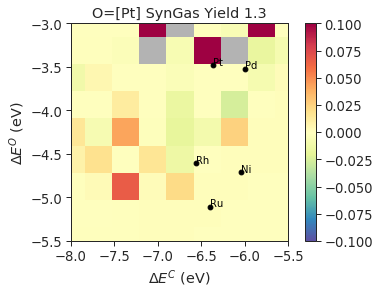 O=[Pt] SynGas Yield 1.3
−3.0
−3.5
−4.0
−4.5
−5.0
−5.5
ΔE^O (eV)
Pt
Pd
Rh
Ni
Ru
−8.0 −7.5 −7.0 −6.5 −6.0 −5.5
ΔE^C (eV)
0.100
0.075
0.050
0.025
0.000
−0.025
−0.050
−0.075
−0.100